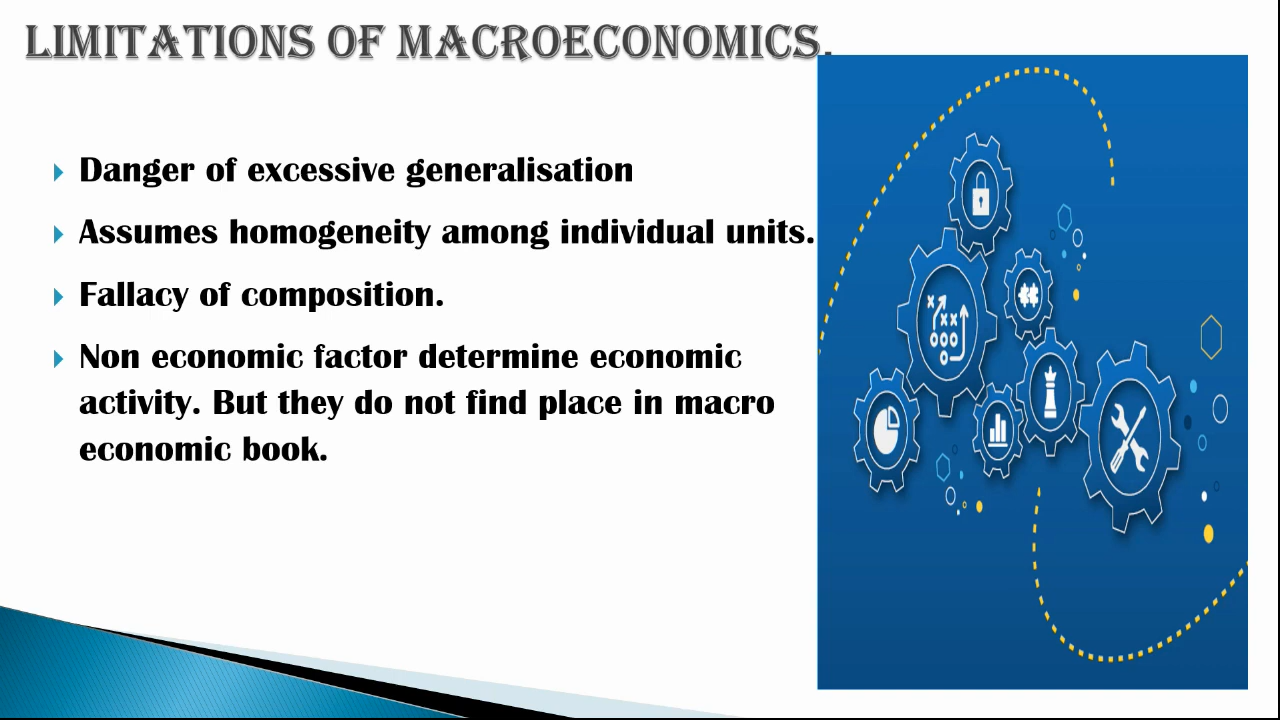 LIMITATIONS OF MACROECONOMICS.
Danger of excessive generalisation
Assumes homogeneity among individual units.
Fallacy of composition.
Non economic factor determine economic
activity. But they do not find place in macro
economic book.